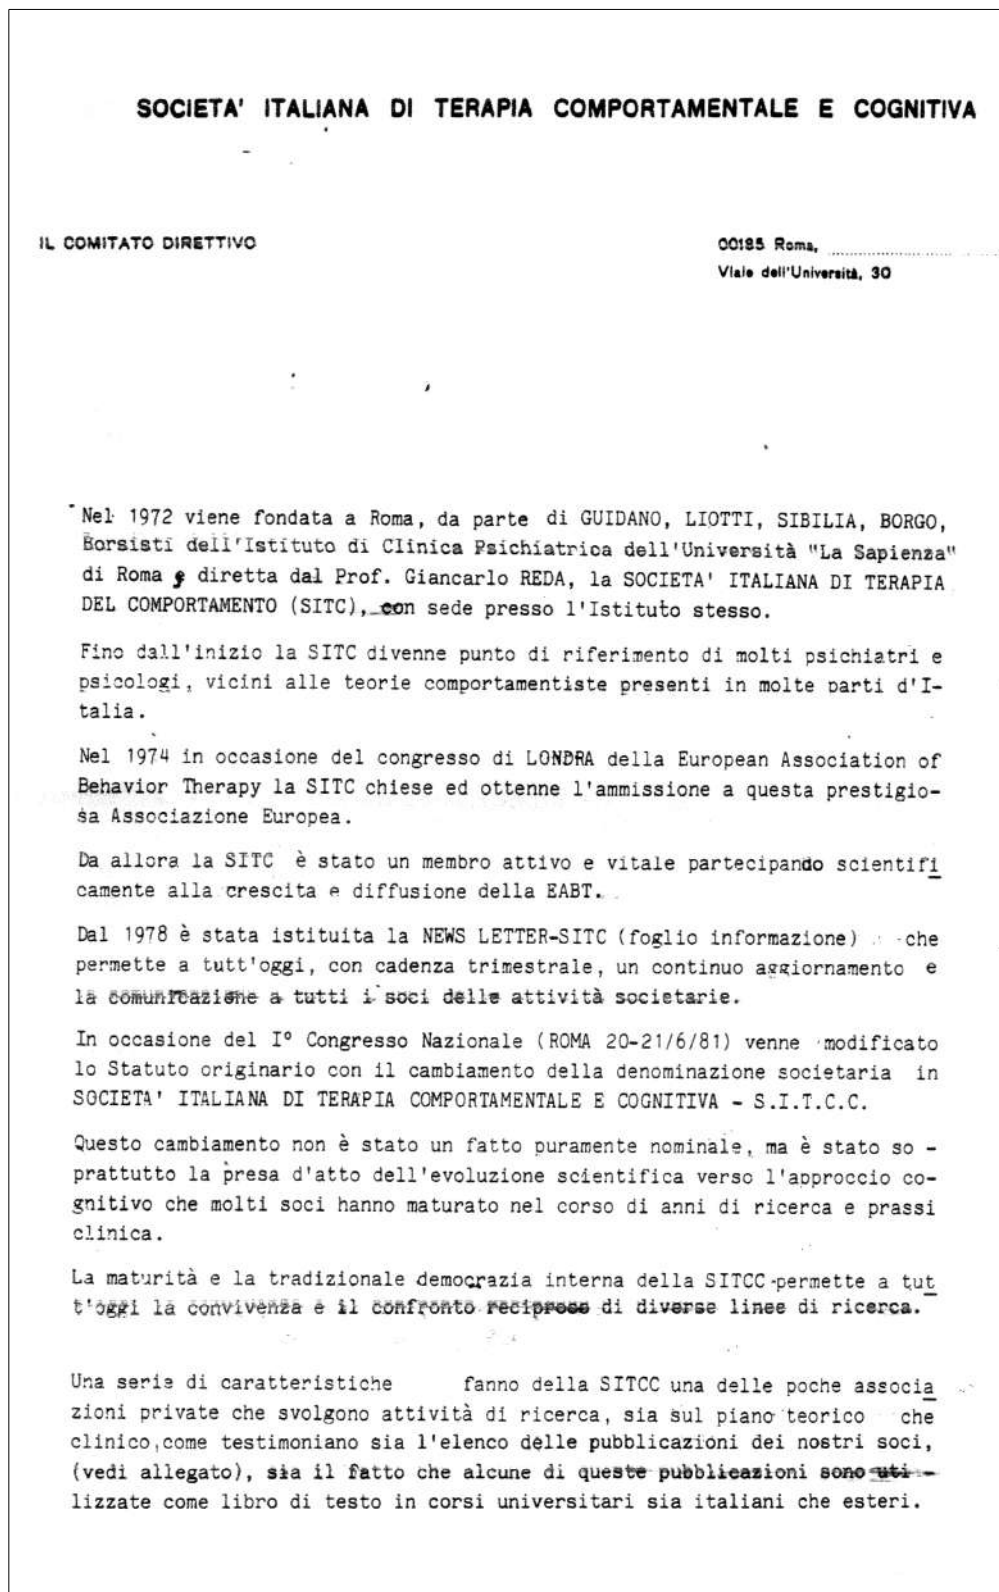 SOCIETA' ITALIANA DI TERAPIA COMPORTAMENTALE E COGNITIVA
IL COMITATO DIRETTIVO
00185 Roma,
Viale dell'Università, 30
Nel 1972 viene fondata a Roma, da parte di GUIDANO, LIOTTI, SIBILIA, BORGO,
Borsisti dell'Istituto di Clinica Psichiatrica dell'Università "La Sapienza"
di Roma , diretta dal Prof. Giancarlo REDA, la SOCIETA' ITALIANA DI TERAPIA
DEL COMPORTAMENTO (SITC), con sede presso l'Istituto stesso.
Fino dall'inizio la SITC divenne punto di riferimento di molti psichiatri e
psicologi, vicini alle teorie comportamentiste presenti in molte parti d'I-
talia.
Nel 1974 in occasione del congresso di LONDRA della European Association of
Behavior Therapy la SITC chiese ed ottenne l'ammissione a questa prestigio-
sa Associazione Europea.
Da allora la SITC è stato un membro attivo e vitale partecipando scientifi
camente alla crescita e diffusione della EABT.
Dal 1978 è stata istituita la NEWS LETTER-SITC (foglio informazione) che
permette a tutt'oggi, con cadenza trimestrale, un continuo aggiornamento e
la comunicazione a tutti i soci delle attività societarie.
In occasione del I° Congresso Nazionale (ROMA 20-21/6/81) venne modificato
lo Statuto originario con il cambiamento della denominazione societaria in
SOCIETA' ITALIANA DI TERAPIA COMPORTAMENTALE E COGNITIVA - S.I.T.C.C.
Questo cambiamento non è stato un fatto puramente nominale, ma è stato so -
prattutto la presa d'atto dell'evoluzione scientifica verso l'approccio co-
gnitivo che molti soci hanno maturato nel corso di anni di ricerca e prassi
clinica.
La maturità e la tradizionale democrazia interna della SITCC permette a tut
t'oggi la convivenza e il confronto reciproco di diverse linee di ricerca.
Una serie di caratteristiche fanno della SITCC una delle poche associa
zioni private che svolgono attività di ricerca, sia sul piano teorico che
clinico, come testimoniano sia l'elenco delle pubblicazioni dei nostri soci,
(vedi allegato), sia il fatto che alcune di queste pubblicazioni sono uti -
lizzate come libro di testo in corsi universitari sia italiani che esteri.